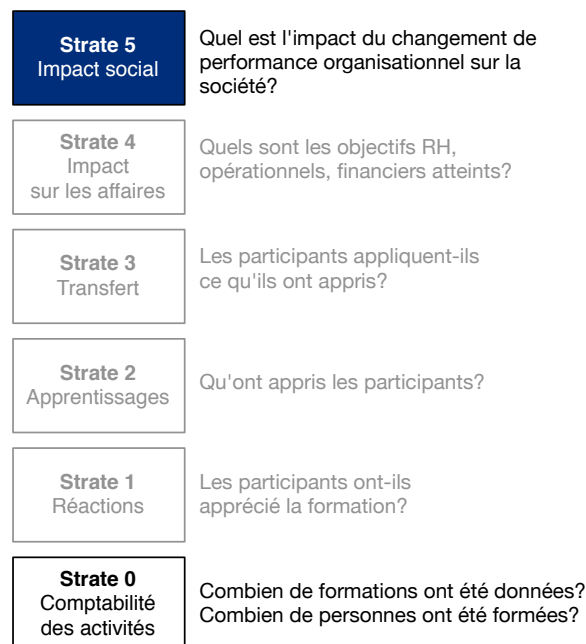 Strate 5
Impact social
Quel est l'impact du changement de
performance organisationnel sur la
société?
Strate 4
Impact
sur les affaires
Quels sont les objectifs RH,
opérationnels, financiers atteints?
Strate 3
Transfert
Les participants appliquent-ils
ce qu'ils ont appris?
Strate 2
Apprentissages
Qu'ont appris les participants?
Strate 1
Réactions
Les participants ont-ils
apprécié la formation?
Strate 0
Comptabilité
des activités
Combien de formations ont été données?
Combien de personnes ont été formées?